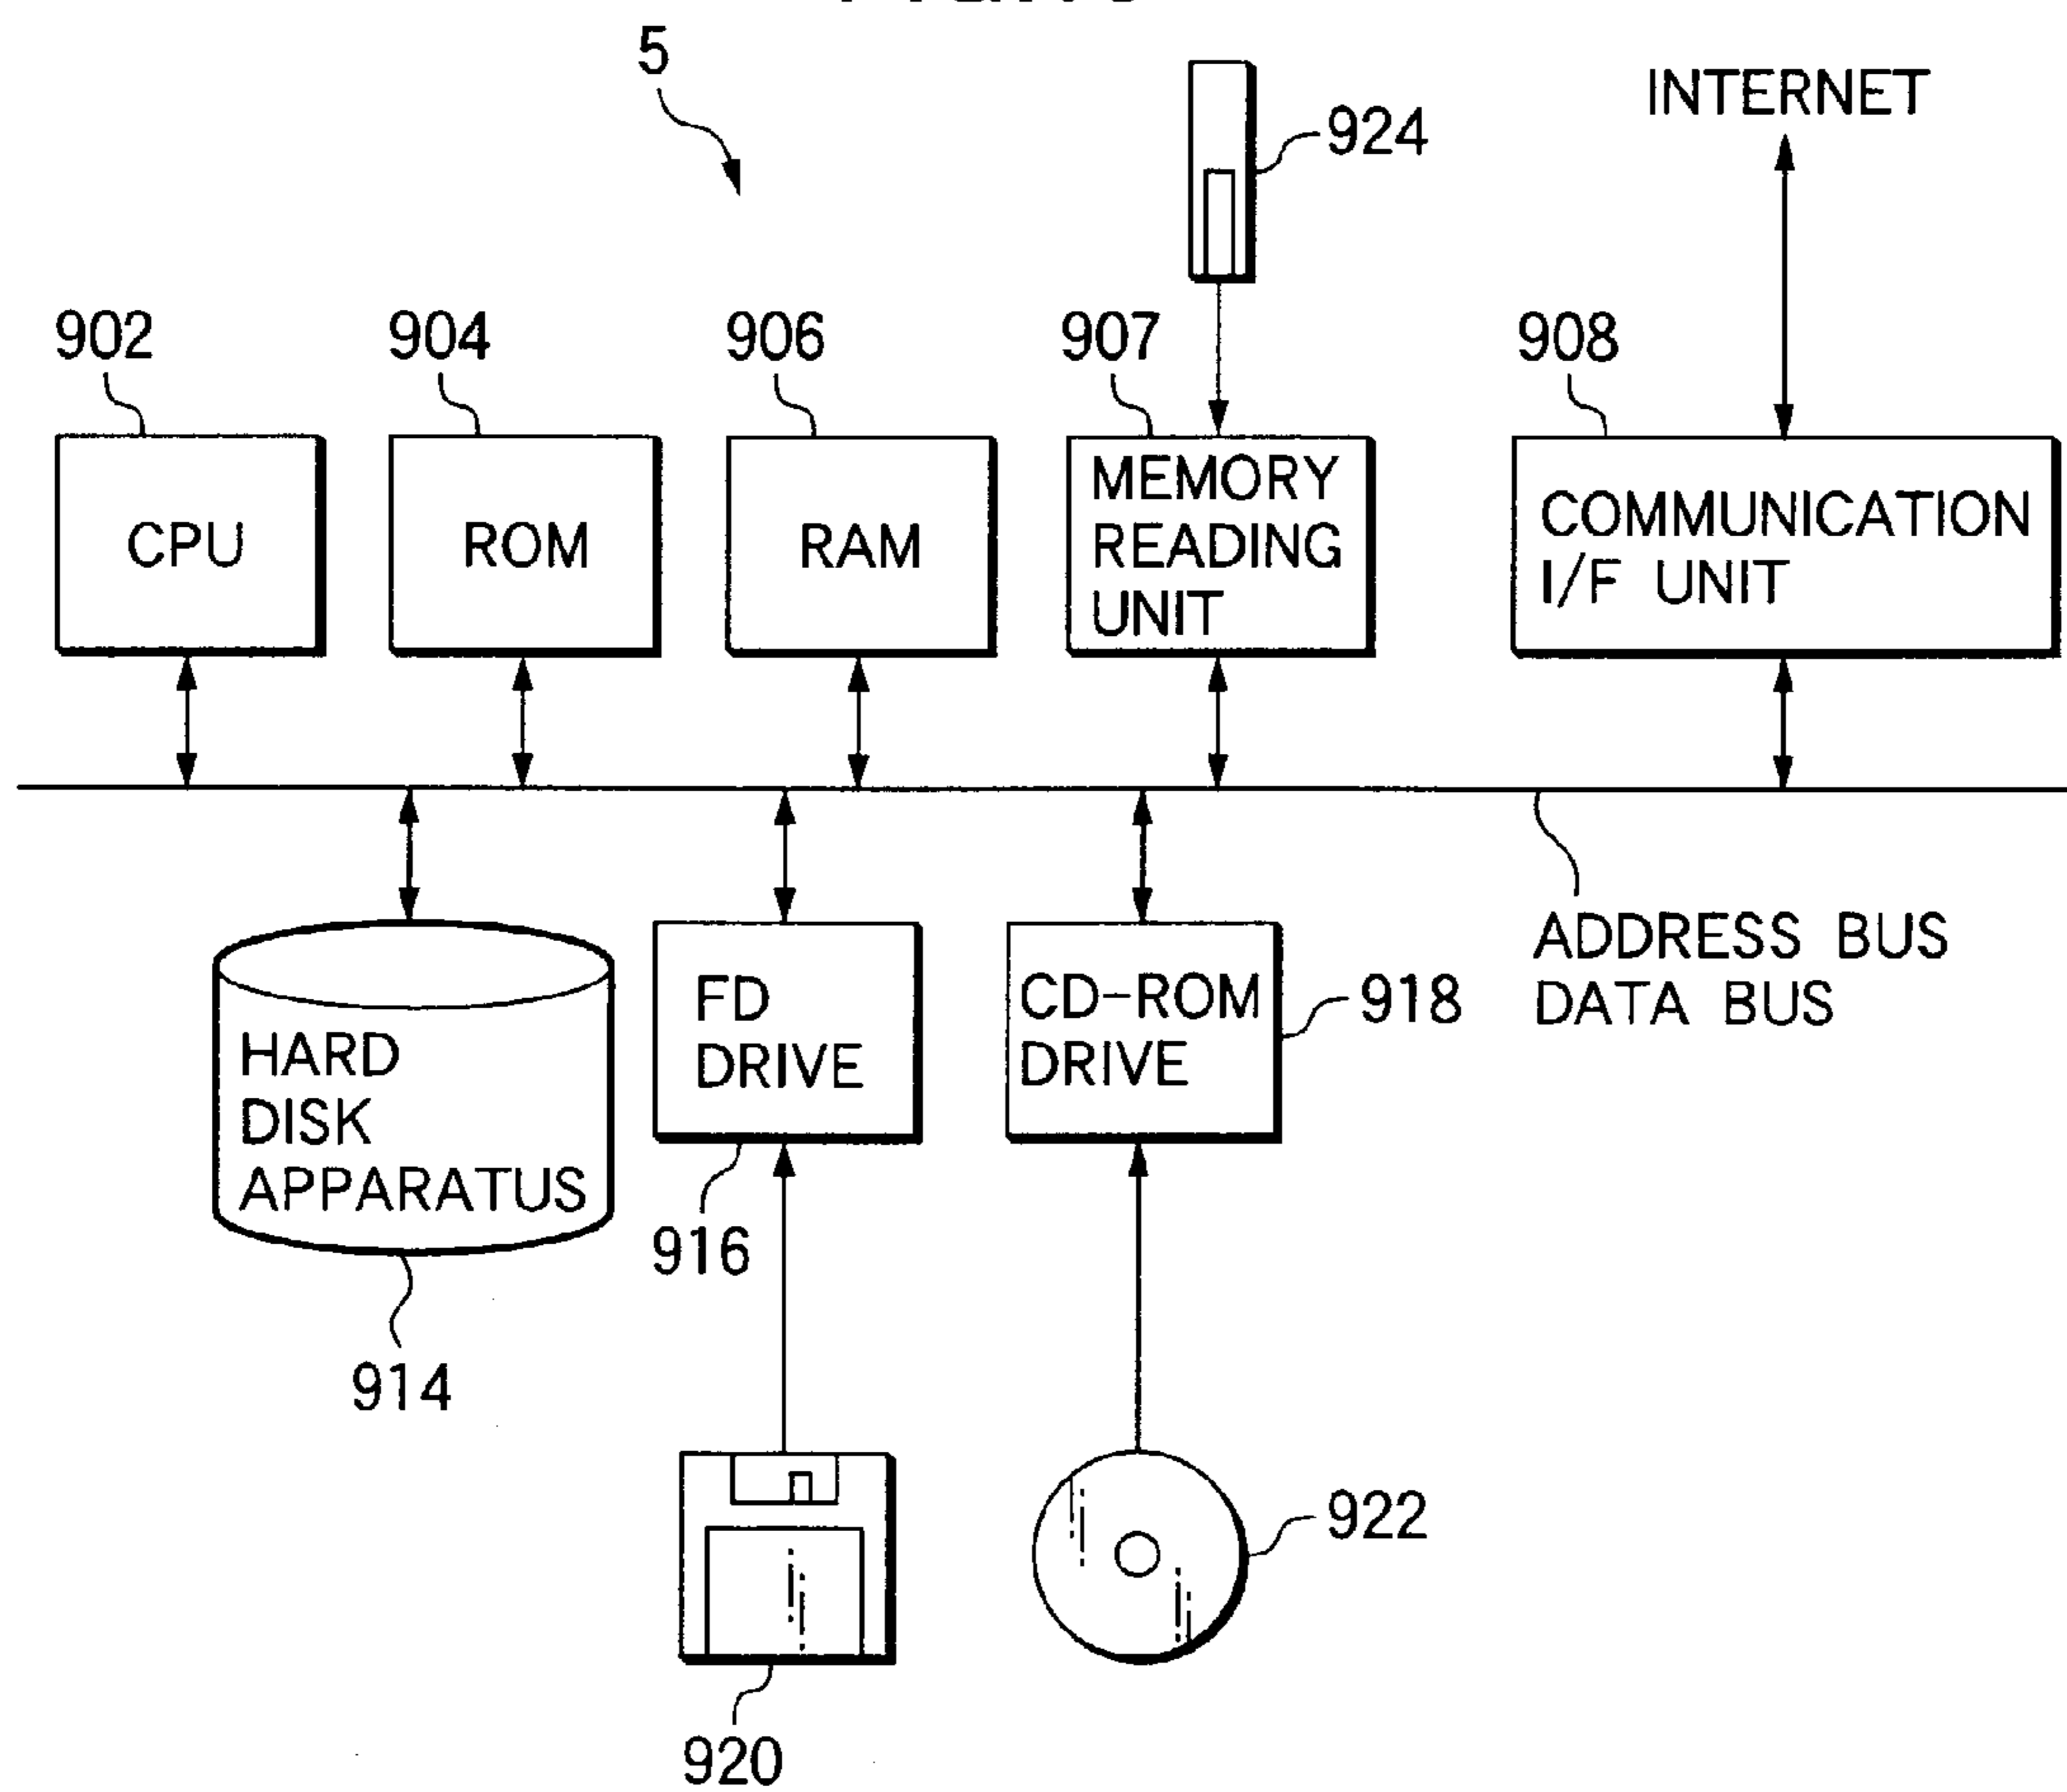 5
924
INTERNET
902
904
906
907
908
CPU
ROM
RAM
MEMORY
READING
UNIT
COMMUNICATION
I/F UNIT
ADDRESS BUS
DATA BUS
HARD
DISK
APPARATUS
FD
DRIVE
CD-ROM
DRIVE
918
916
914
922
920